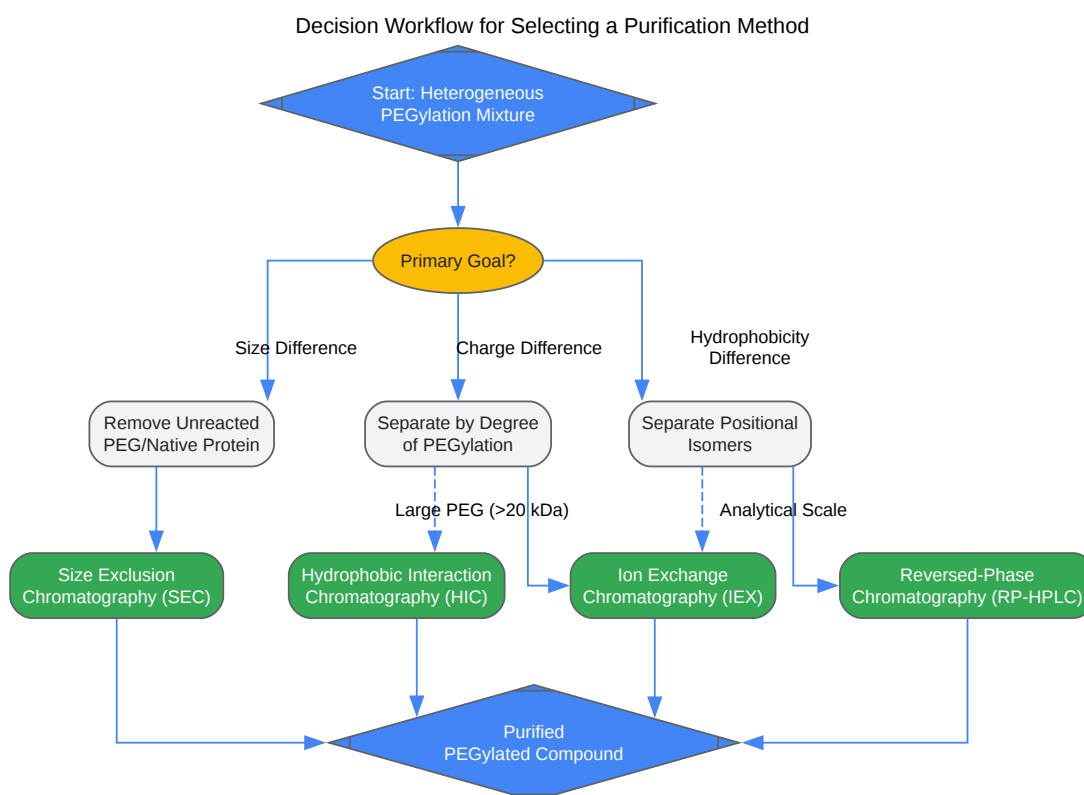 Decision Workflow for Selecting a Purification Method
Start: Heterogeneous
PEGylation Mixture
Primary Goal?
Size Difference
Charge Difference
Hydrophobicity
Difference
Remove Unreacted
PEG/Native Protein
Separate by Degree
of PEGylation
Separate Positional
Isomers
Large PEG (>20 kDa)
Analytical Scale
Size Exclusion
Chromatography (SEC)
Hydrophobic Interaction
Chromatography (HIC)
Ion Exchange
Chromatography (IEX)
Reversed-Phase
Chromatography (RP-HPLC)
Purified
PEGylated Compound